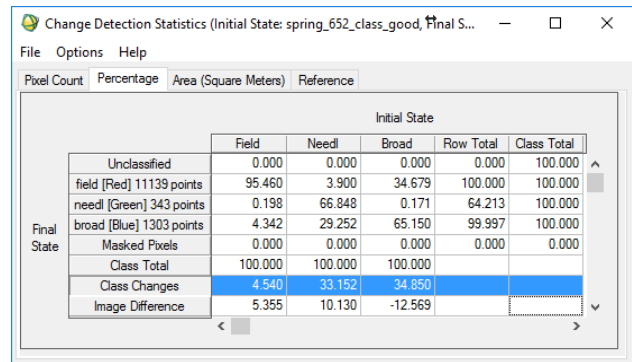 Change Detection Statistics (Initial State: spring_652_class_good, Final S...
File Options Help
Pixel Count Percentage Area (Square Meters) Reference
Initial State
Field Needl Broad Row Total Class Total
Unclassified 0.000 0.000 0.000 0.000 100.000
field [Red] 11139 points 95.460 3.900 34.679 100.000 100.000
needl [Green] 343 points 0.198 66.848 0.171 64.213 100.000
Final State
broad [Blue] 1303 points 4.342 29.252 65.150 99.997 100.000
Masked Pixels 0.000 0.000 0.000 0.000 0.000
Class Total 100.000 100.000 100.000
Class Changes 4.540 33.152 34.850
Image Difference 5.355 10.130 -12.569